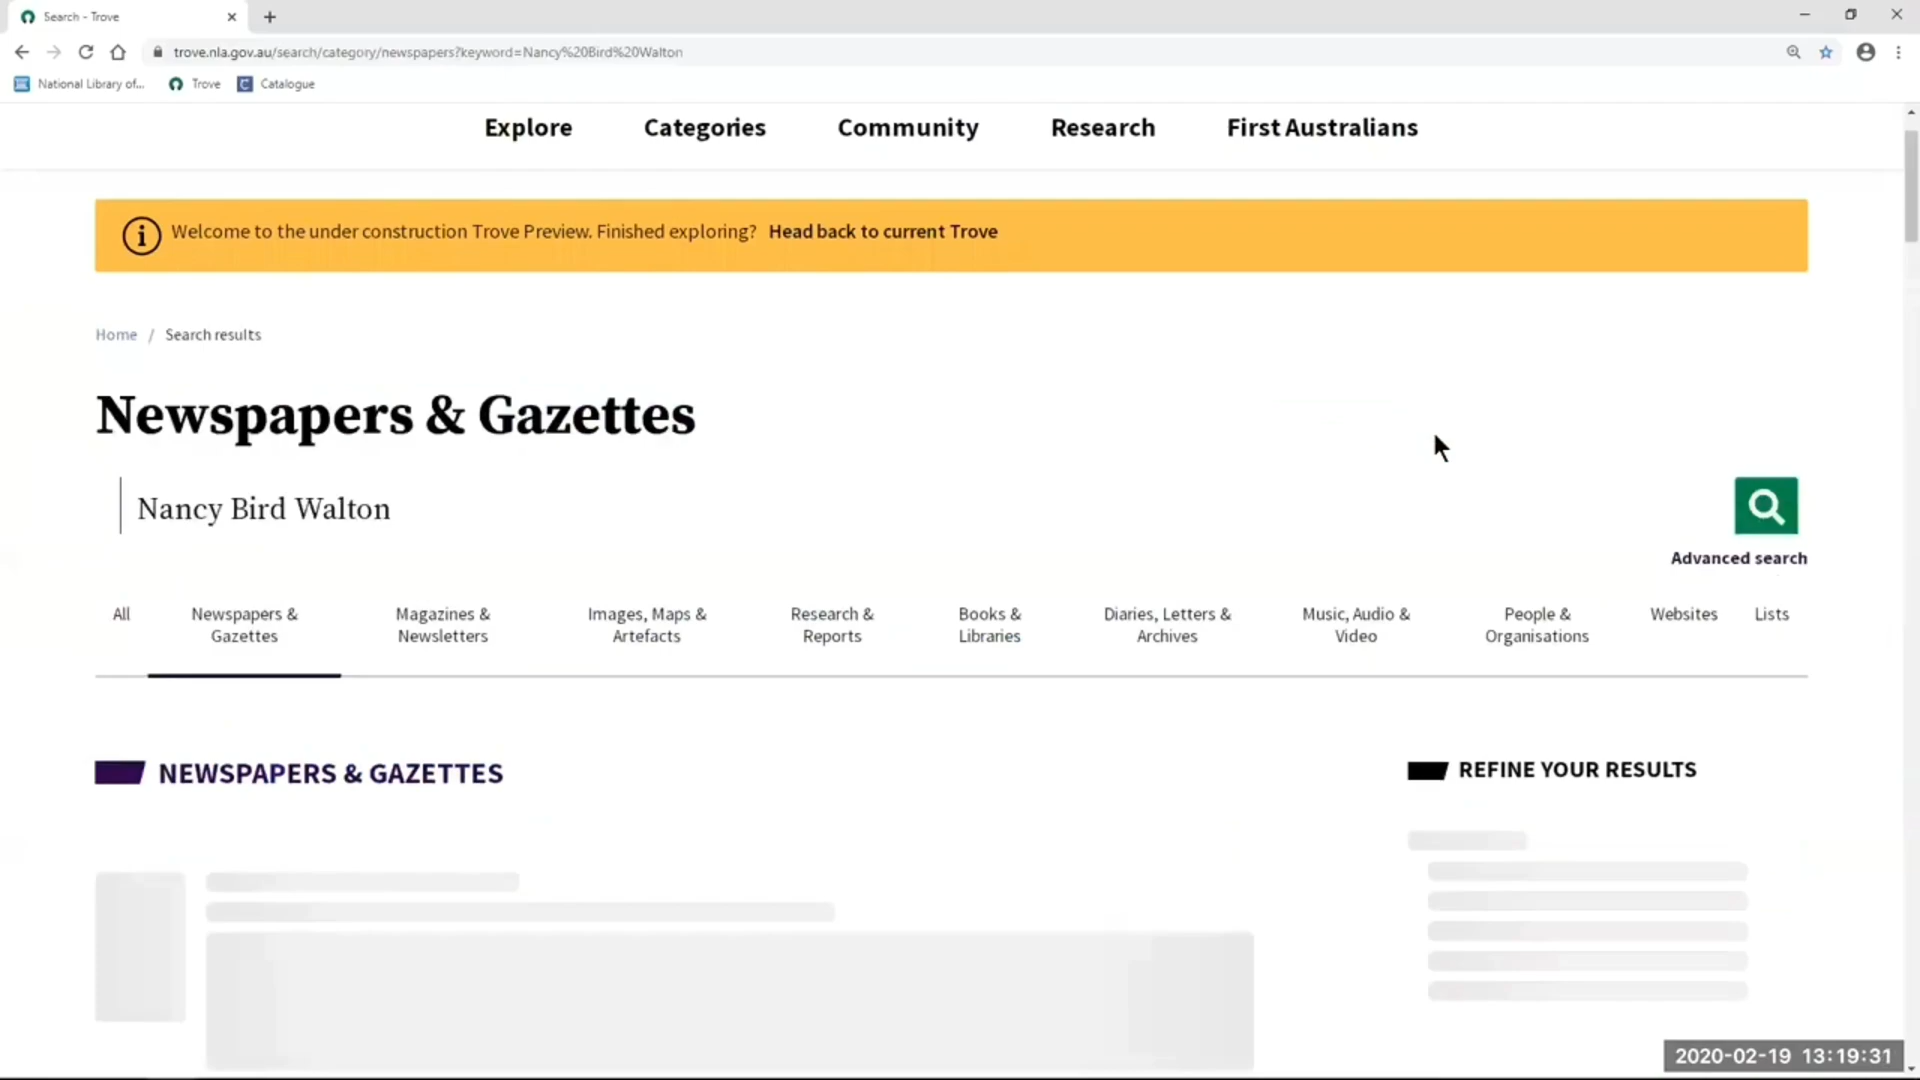 Search - Trove
trove.nla.gov.au/search/category/newspapers?keyword=Nancy%20Bird%20Walton
National Library of... Trove Catalogue
Explore Categories Community Research First Australians
Welcome to the under construction Trove Preview. Finished exploring? Head back to current Trove
Home / Search results
Newspapers & Gazettes
Nancy Bird Walton
Advanced search
All
Newspapers &
Gazettes
Magazines &
Newsletters
Images, Maps &
Artefacts
Research &
Reports
Books &
Libraries
Diaries, Letters &
Archives
Music, Audio &
Video
People &
Organisations
Websites
Lists
NEWSPAPERS & GAZETTES
REFINE YOUR RESULTS
2020-02-19 13:19:31